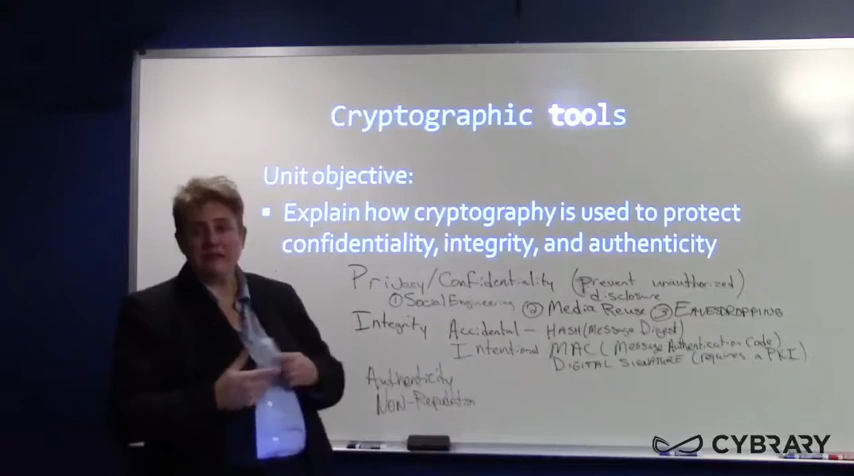 Cryptographic tools
Unit objective:
▪ Explain how cryptography is used to protect
confidentiality, integrity, and authenticity
Privacy/Confidentiality (prevent unauthorized)
disclosure
① Social Engineering ② Media Reuse ③ EAVESDROPPING
Integrity Accidental - HASH (Message Digest)
Intentional MAC (Message Authentication Code)
DIGITAL SIGNATURE (requires a PKI)
Authenticity
NON-Repudiation
CYBRARY